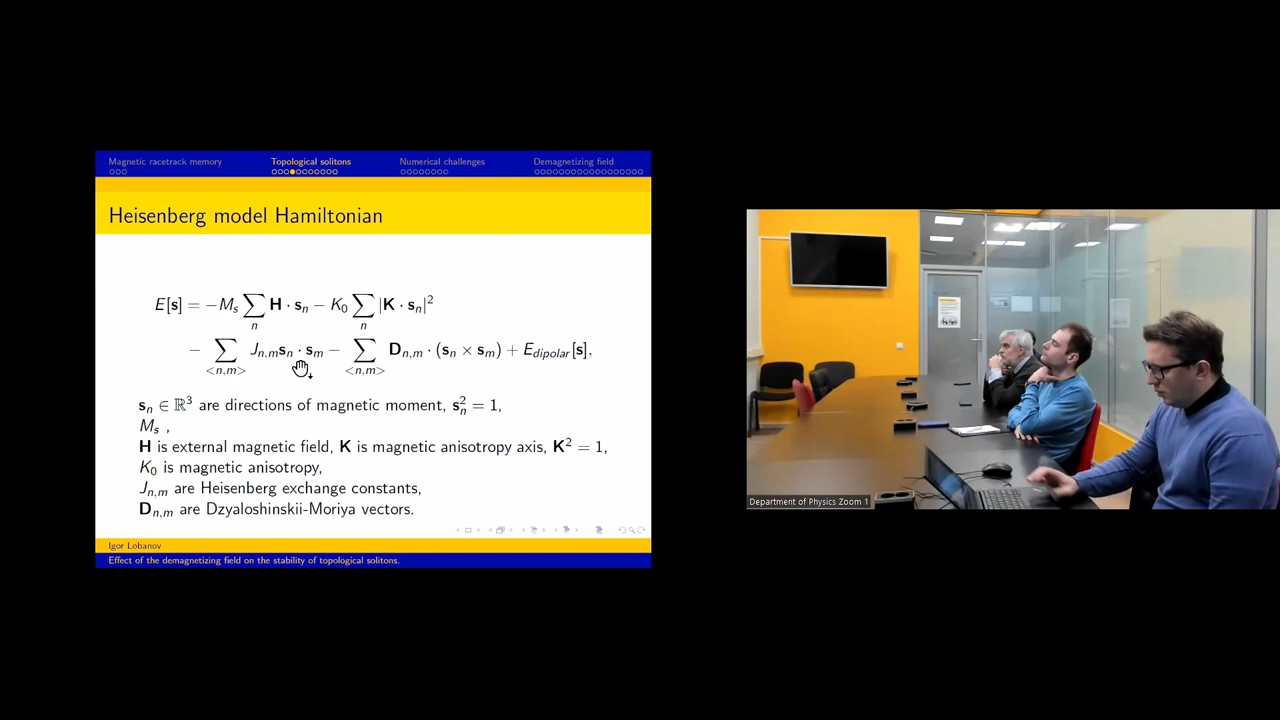 Magnetic racetrack memory Topological solitons Numerical challenges Demagnetizing field
Heisenberg model Hamiltonian
E[s] = −M_s ∑_n H · s_n − K_0 ∑_n |K · s_n|²
− ∑_{<n,m>} J_{n,m} s_n · s_m − ∑_{<n,m>} D_{n,m} · (s_n × s_m) + E_{dipolar}[s],
s_n ∈ ℝ³ are directions of magnetic moment, s_n² = 1,
M_s ,
H is external magnetic field, K is magnetic anisotropy axis, K² = 1,
K_0 is magnetic anisotropy,
J_{n,m} are Heisenberg exchange constants,
D_{n,m} are Dzyaloshinskii-Moriya vectors.
Igor Lobanov
Effect of the demagnetizing field on the stability of topological solitons.
Department of Physics Zoom 1